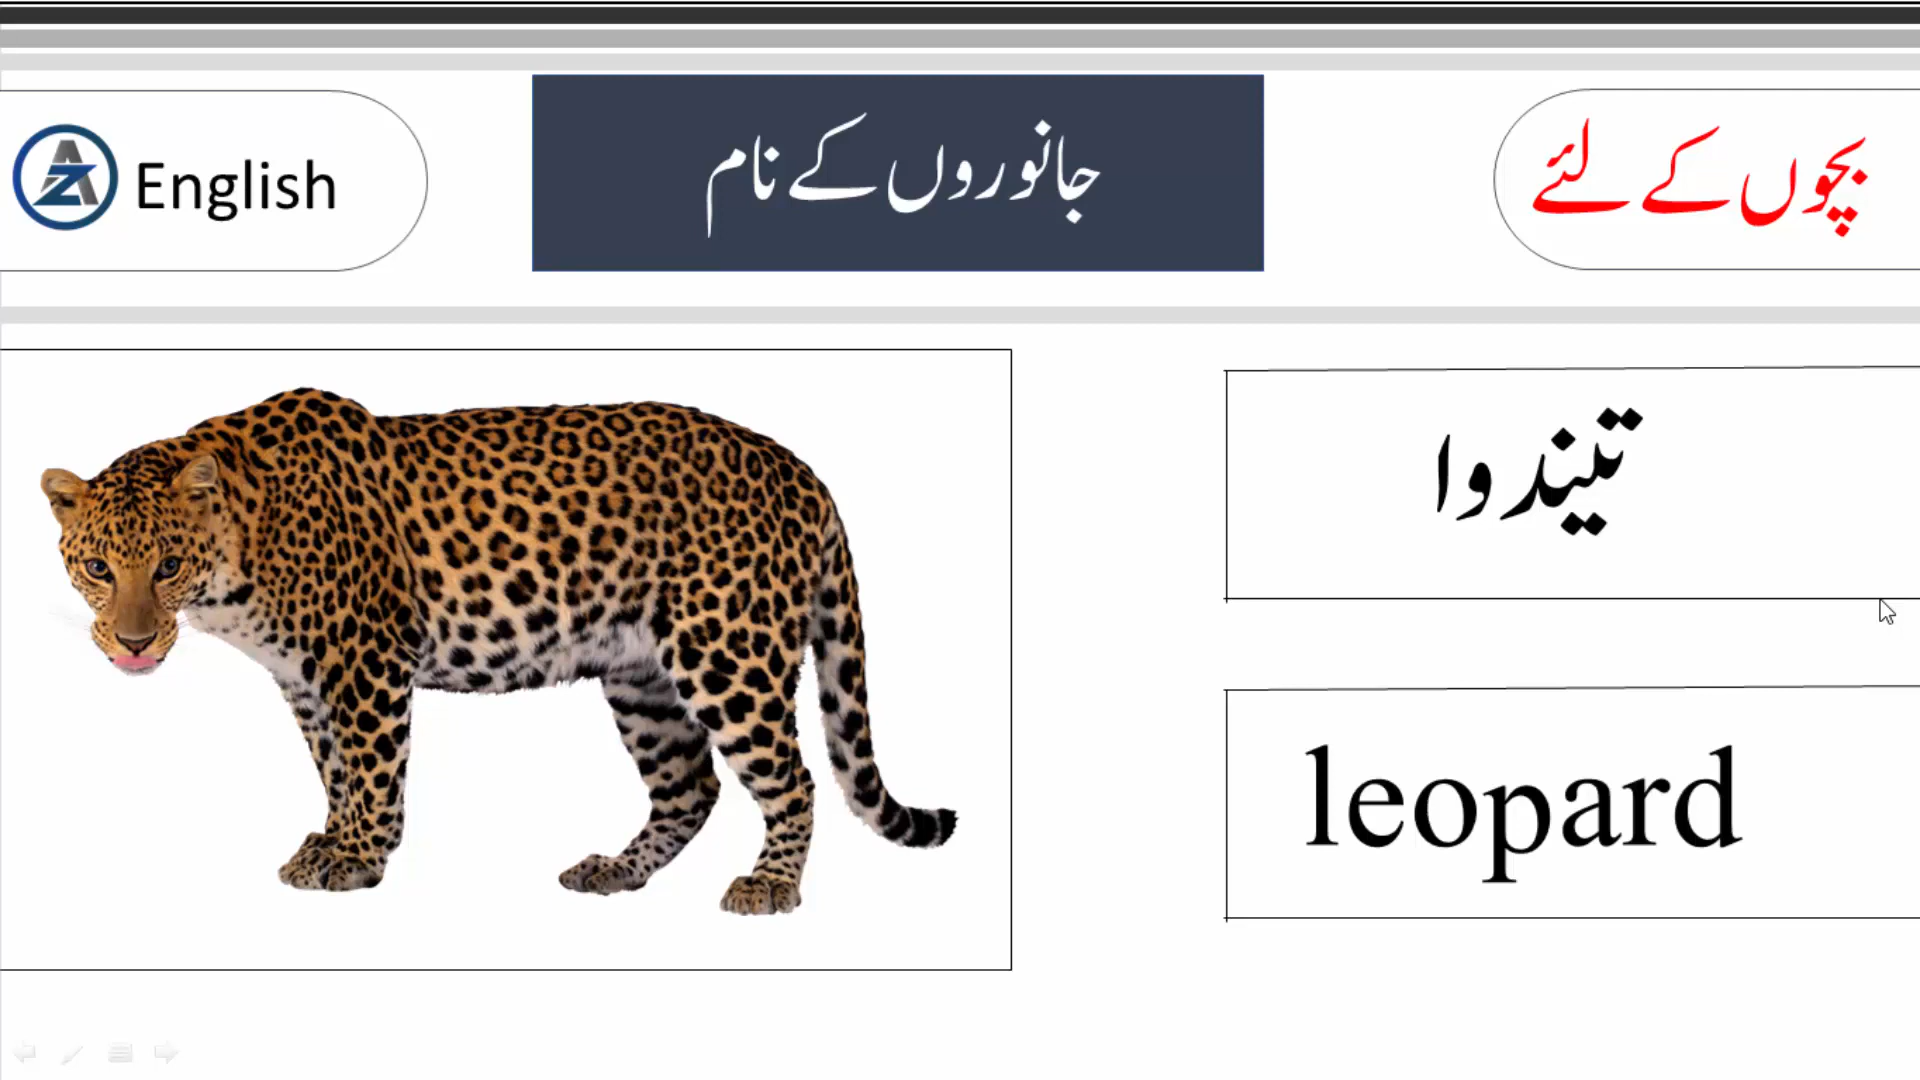 English
جانوروں کے نام
بچوں کے لئے
تیندوا
leopard